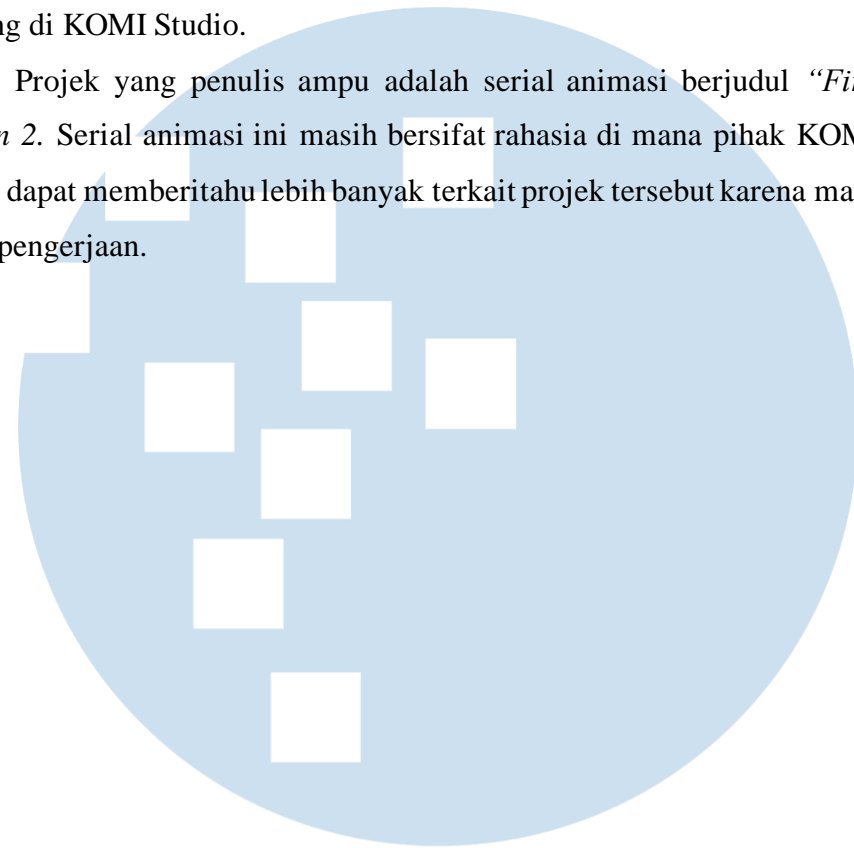 ng di KOMI Studio.
Projek yang penulis ampu adalah serial animasi berjudul “Fin
n 2. Serial animasi ini masih bersifat rahasia di mana pihak KOM
dapat memberitahu lebih banyak terkait projek tersebut karena ma
pengerjaan.